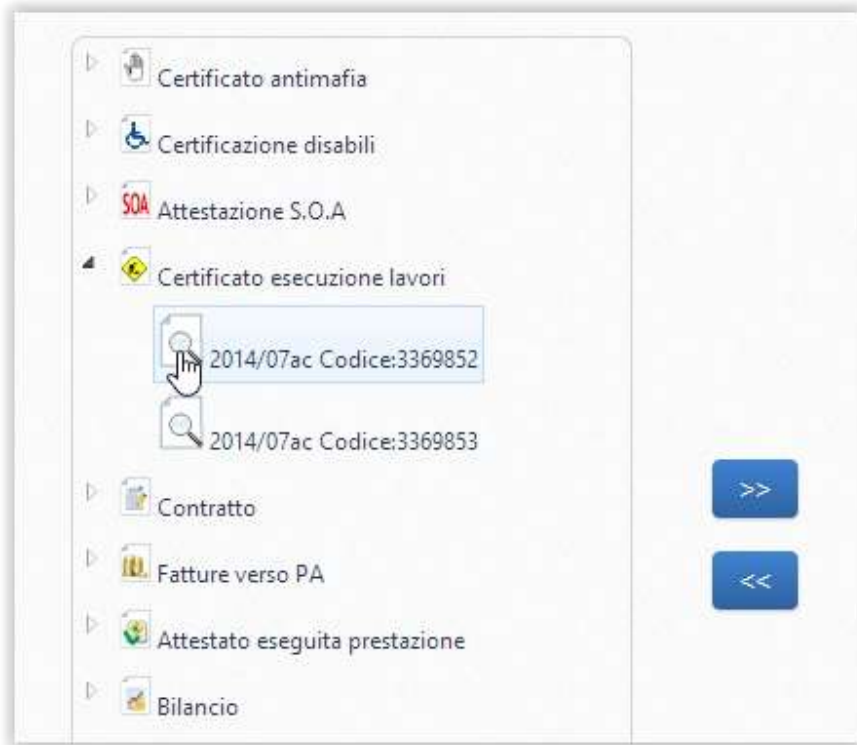 Certificato antimafia
Certificazione disabili
SOA Attestazione S.O.A
Certificato esecuzione lavori
2014/07ac Codice:3369852
2014/07ac Codice:3369853
>>
Contratto
Fatture verso PA
<<
Attestato eseguita prestazione
Bilancio